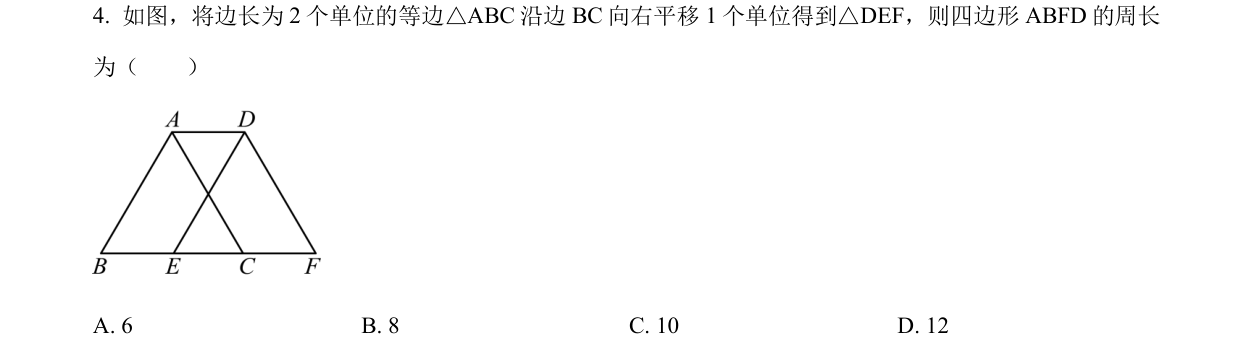 4. 如图，将边长为 2 个单位的等边△ABC 沿边 BC 向右平移 1 个单位得到△DEF，则四边形 ABFD 的周长
为（　　）
A D
B E C F
A. 6 B. 8 C. 10 D. 12